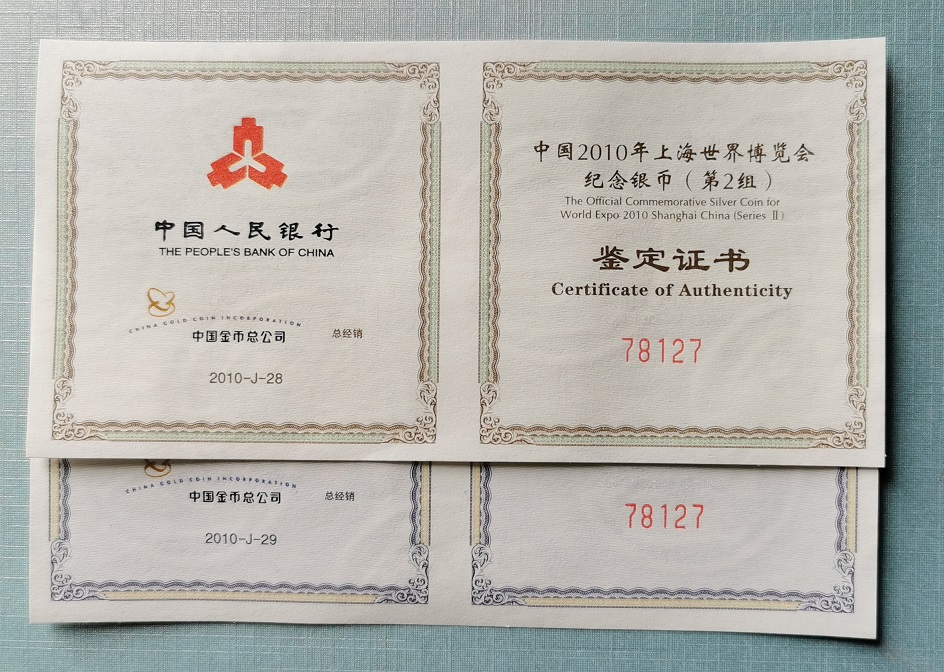 中国人民银行
THE PEOPLE'S BANK OF CHINA
CHINA GOLD COIN INCORPORATION
中国金币总公司 总经销
2010-J-28
中国2010年上海世界博览会
纪念银币（第2组）
The Official Commemorative Silver Coin for
World Expo 2010 Shanghai China (Series Ⅱ)
鉴定证书
Certificate of Authenticity
78127
CHINA GOLD COIN INCORPORATION
中国金币总公司 总经销
2010-J-29
78127